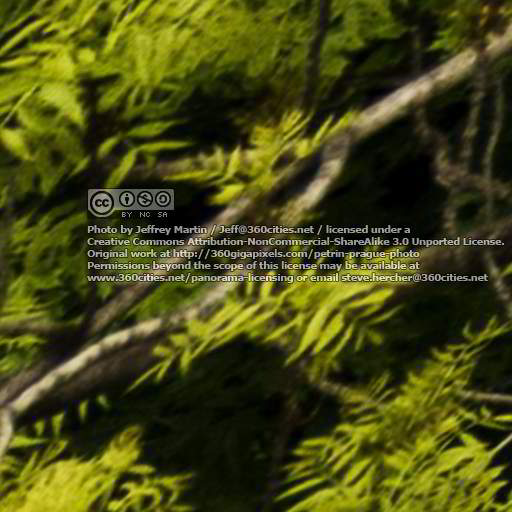 cc
BY NC SA
Photo by Jeffrey Martin / Jeff@360cities.net / licensed under a
Creative Commons Attribution-NonCommercial-ShareAlike 3.0 Unported License.
Original work at http://360gigapixels.com/petrin-prague-photo
Permissions beyond the scope of this license may be available at
www.360cities.net/panorama-licensing or email steve.hercher@360cities.net